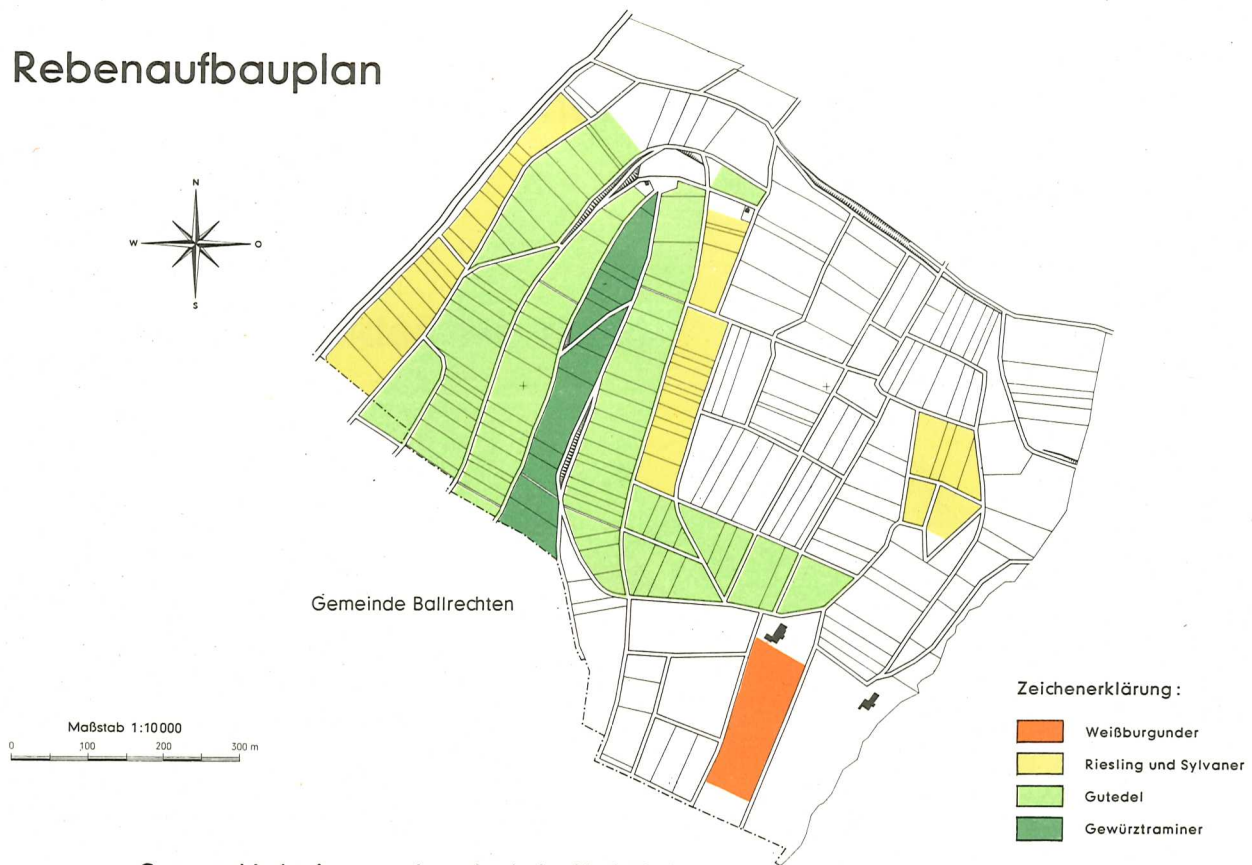 Rebenaufbauplan
N
W
O
S
Gemeinde Ballrechten
Maßstab 1:10000
0 100 200 300 m
Zeichenerklärung:
Weißburgunder
Riesling und Sylvaner
Gutedel
Gewürztraminer